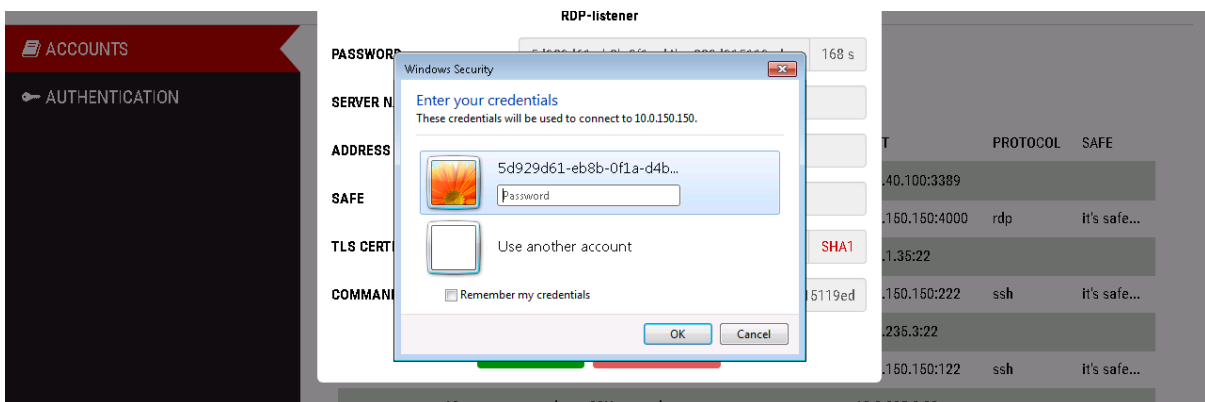 RDP-listener
ACCOUNTS
AUTHENTICATION
PASSWOR
168 s
SERVER N
ADDRESS
SAFE
TLS CERTI
SHA1
COMMAN
15119ed
Windows Security
Enter your credentials
These credentials will be used to connect to 10.0.150.150.
5d929d61-eb8b-0f1a-d4b...
Password
Use another account
Remember my credentials
OK Cancel
T PROTOCOL SAFE
.40.100:3389
.150.150:4000 rdp it's safe...
.1.35:22
.150.150:222 ssh it's safe...
.235.3:22
.150.150:122 ssh it's safe...